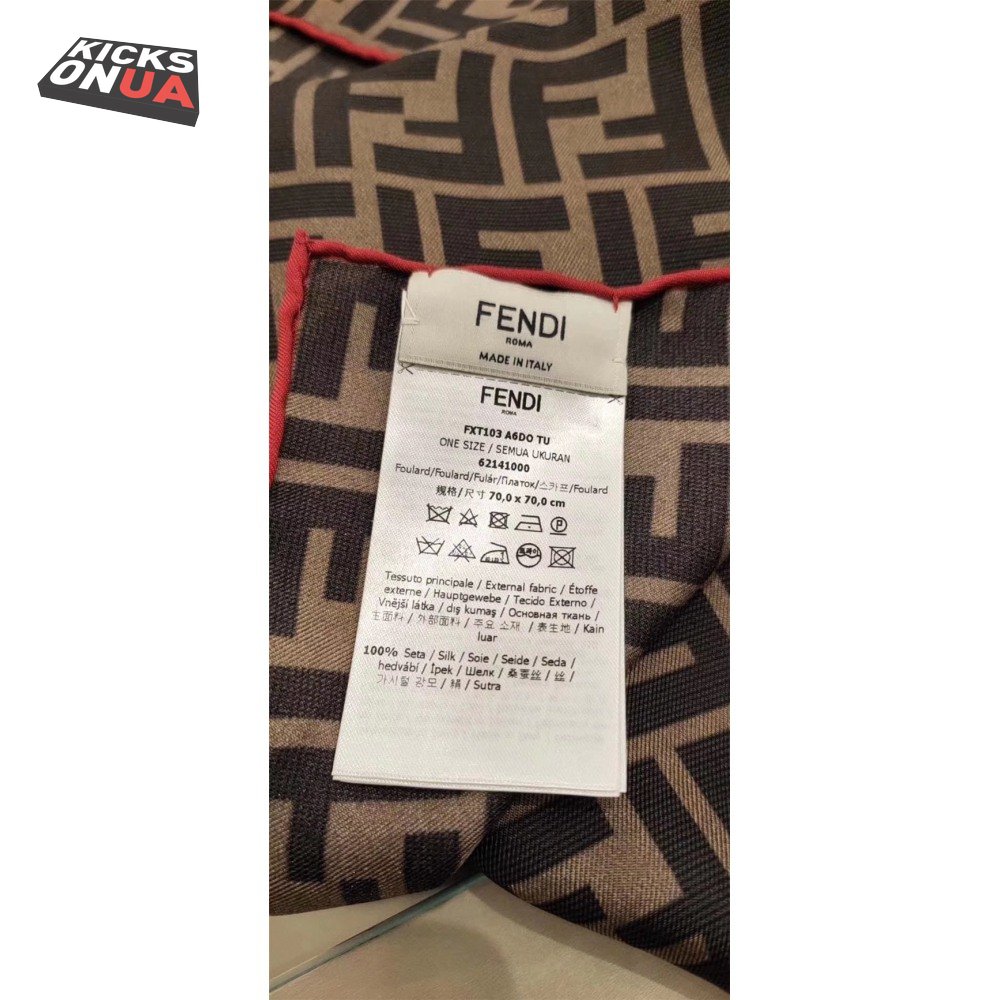 KICKS
ONUA
FENDI
ROMA
MADE IN ITALY
FENDI
ROMA
FXT103 A6DO TU
ONE SIZE / SEMUA UKURAN
62141000
Foulard/Foulard/Fulár/Платок/스카프/Foulard
规格/尺寸 70,0 x 70,0 cm
Tessuto principale / External fabric / Étoffe
externe / Hauptgewebe / Tecido Externo /
Vnější látka / dış kumaş / Основная ткань /
主面料 / 外部面料 / 주요 소재 / 表生地 / Kain
luar
100% Seta / Silk / Soie / Seide / Seda /
hedvábí / İpek / Шелк / 桑蚕丝 / 丝 /
가시털 강모 / 絹 / Sutra